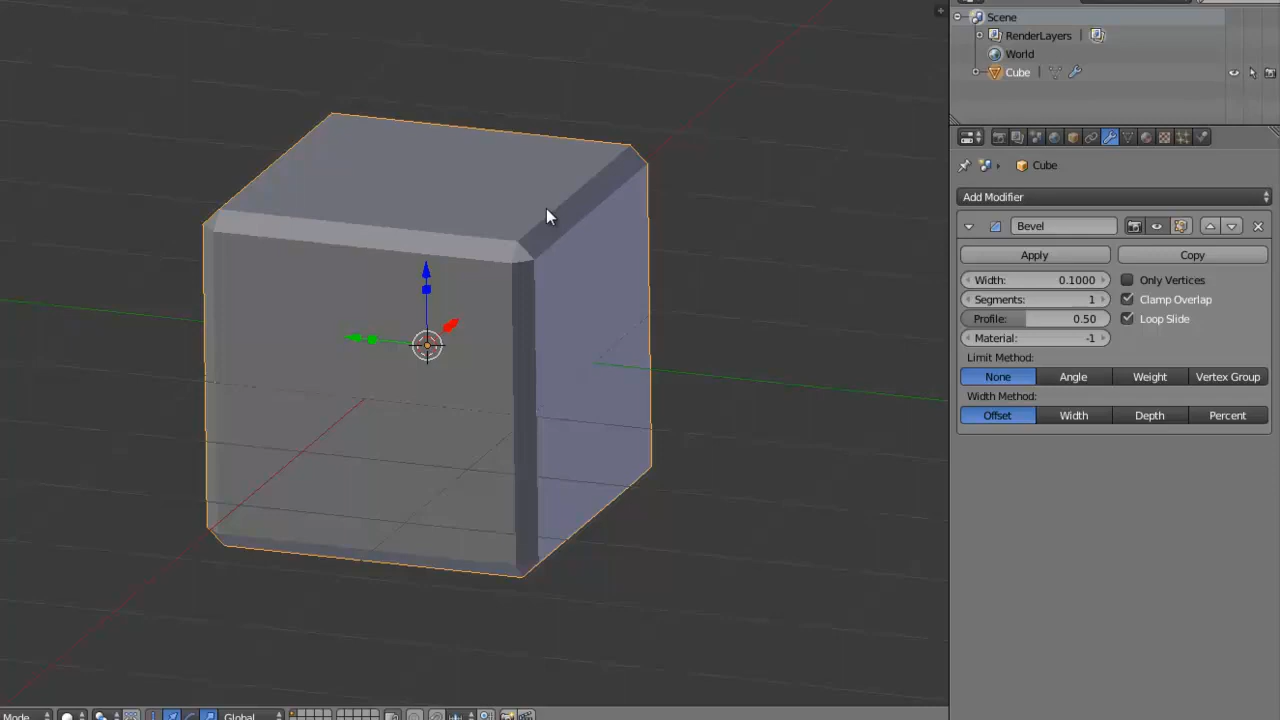 Scene
RenderLayers
World
Cube
Cube
Add Modifier
Bevel
Apply Copy
Width: 0.1000 Only Vertices
Segments: 1 Clamp Overlap
Profile: 0.50 Loop Slide
Material: -1
Limit Method:
None Angle Weight Vertex Group
Width Method:
Offset Width Depth Percent
Mode Global